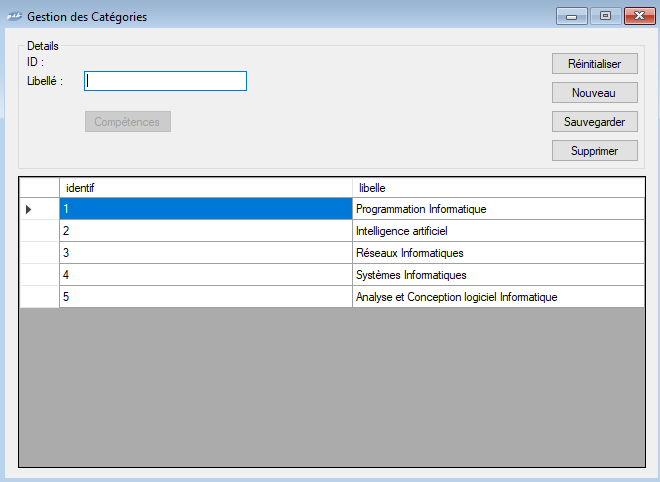 Gestion des Catégories
Details
ID :
Réinitialiser
Libellé :
Nouveau
Compétences
Sauvegarder
Supprimer
identif libelle
1 Programmation Informatique
2 Intelligence artificiel
3 Réseaux Informatiques
4 Systèmes Informatiques
5 Analyse et Conception logiciel Informatique